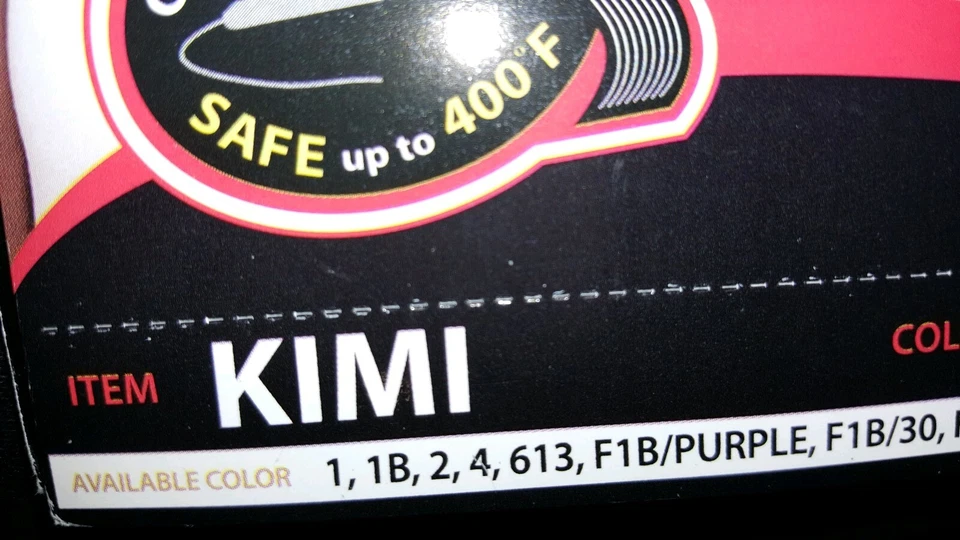 SAFE up to 400°F
ITEM KIMI
COL
AVAILABLE COLOR 1, 1B, 2, 4, 613, F1B/PURPLE, F1B/30,